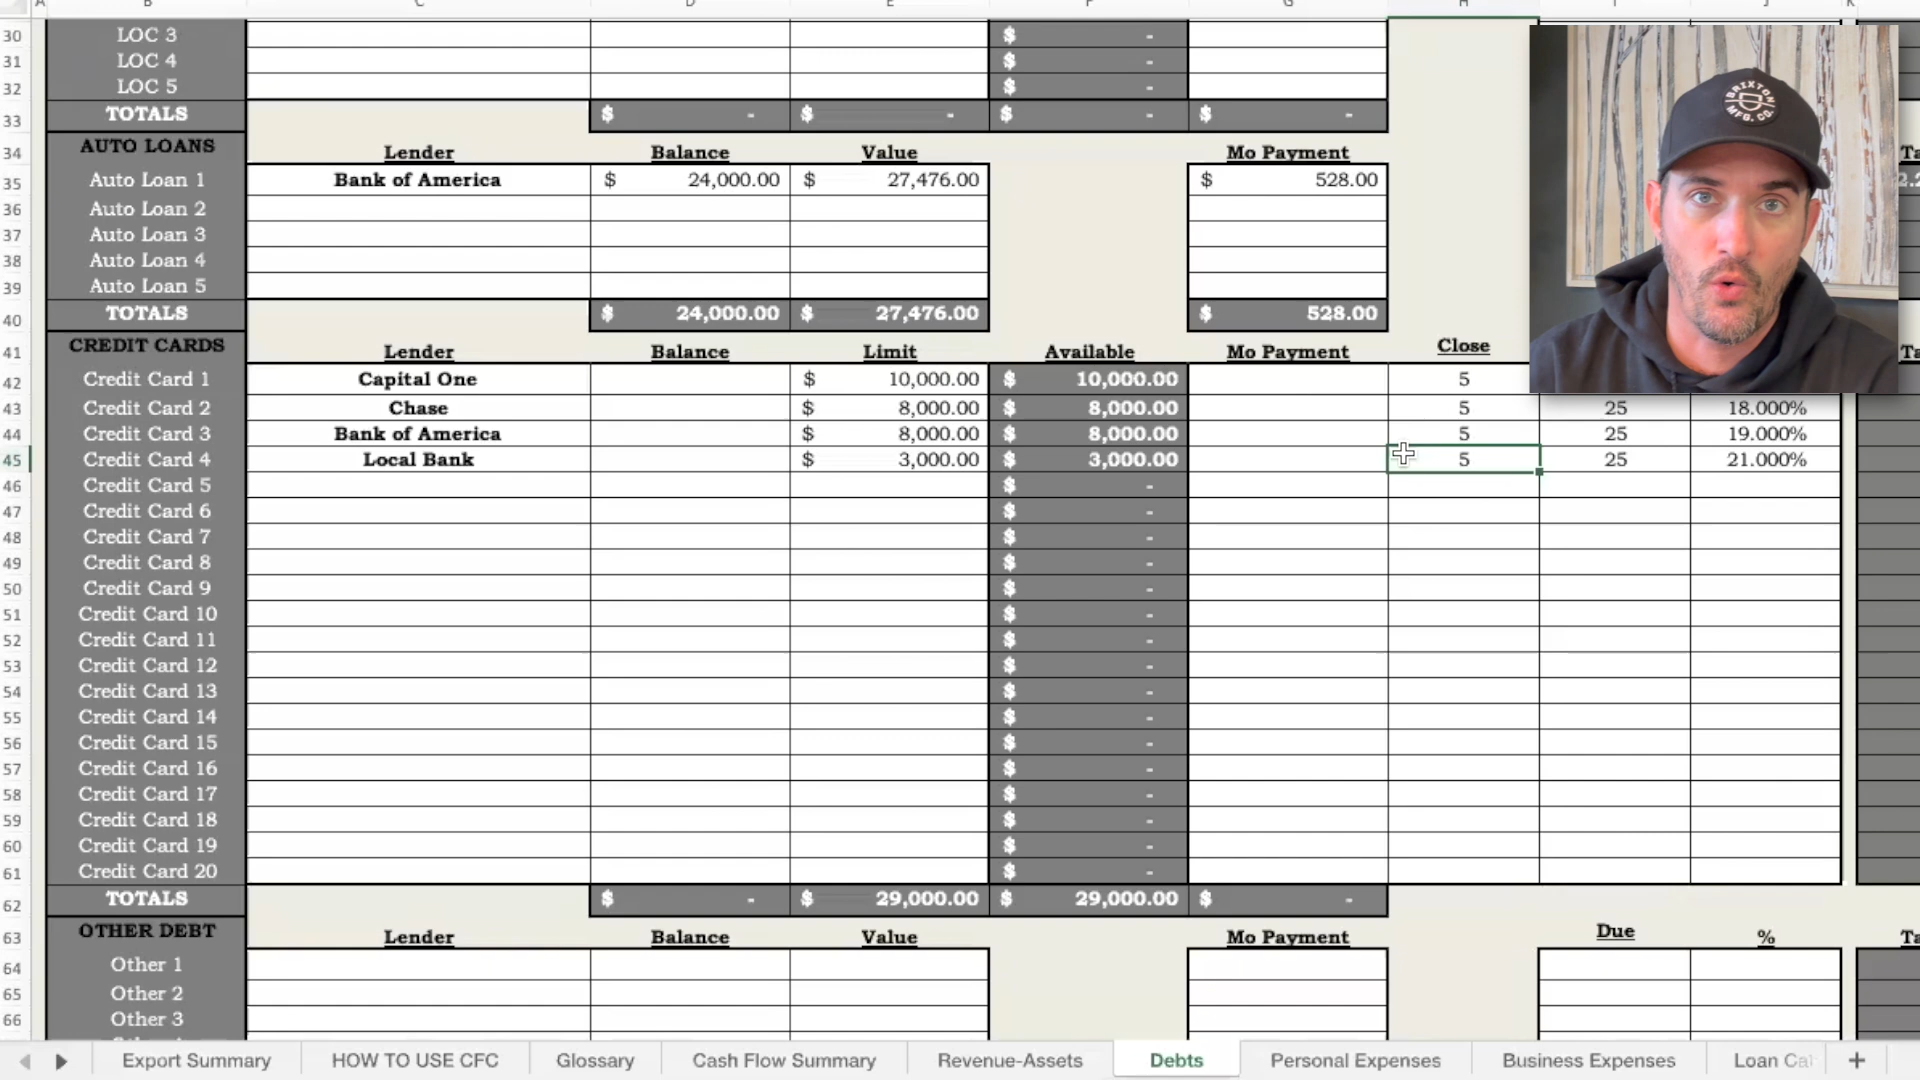 B C D E F G H I J K
30 LOC 3 $ -
31 LOC 4 $ -
32 LOC 5 $ -
33 TOTALS $ - $ - $ - $ -
34 AUTO LOANS Lender Balance Value Mo Payment
35 Auto Loan 1 Bank of America $ 24,000.00 $ 27,476.00 $ 528.00
36 Auto Loan 2
37 Auto Loan 3
38 Auto Loan 4
39 Auto Loan 5
40 TOTALS $ 24,000.00 $ 27,476.00 $ 528.00
41 CREDIT CARDS Lender Balance Limit Available Mo Payment Close
42 Credit Card 1 Capital One $ 10,000.00 $ 10,000.00 5
43 Credit Card 2 Chase $ 8,000.00 $ 8,000.00 5 25 18.000%
44 Credit Card 3 Bank of America $ 8,000.00 $ 8,000.00 5 25 19.000%
45 Credit Card 4 Local Bank $ 3,000.00 $ 3,000.00 5 25 21.000%
46 Credit Card 5 $ -
47 Credit Card 6 $ -
48 Credit Card 7 $ -
49 Credit Card 8 $ -
50 Credit Card 9 $ -
51 Credit Card 10 $ -
52 Credit Card 11 $ -
53 Credit Card 12 $ -
54 Credit Card 13 $ -
55 Credit Card 14 $ -
56 Credit Card 15 $ -
57 Credit Card 16 $ -
58 Credit Card 17 $ -
59 Credit Card 18 $ -
60 Credit Card 19 $ -
61 Credit Card 20 $ -
62 TOTALS $ - $ 29,000.00 $ 29,000.00 $ -
63 OTHER DEBT Lender Balance Value Mo Payment Due %
64 Other 1
65 Other 2
66 Other 3
Export Summary HOW TO USE CFC Glossary Cash Flow Summary Revenue-Assets Debts Personal Expenses Business Expenses Loan +
BRIXTON
MFG. CO.